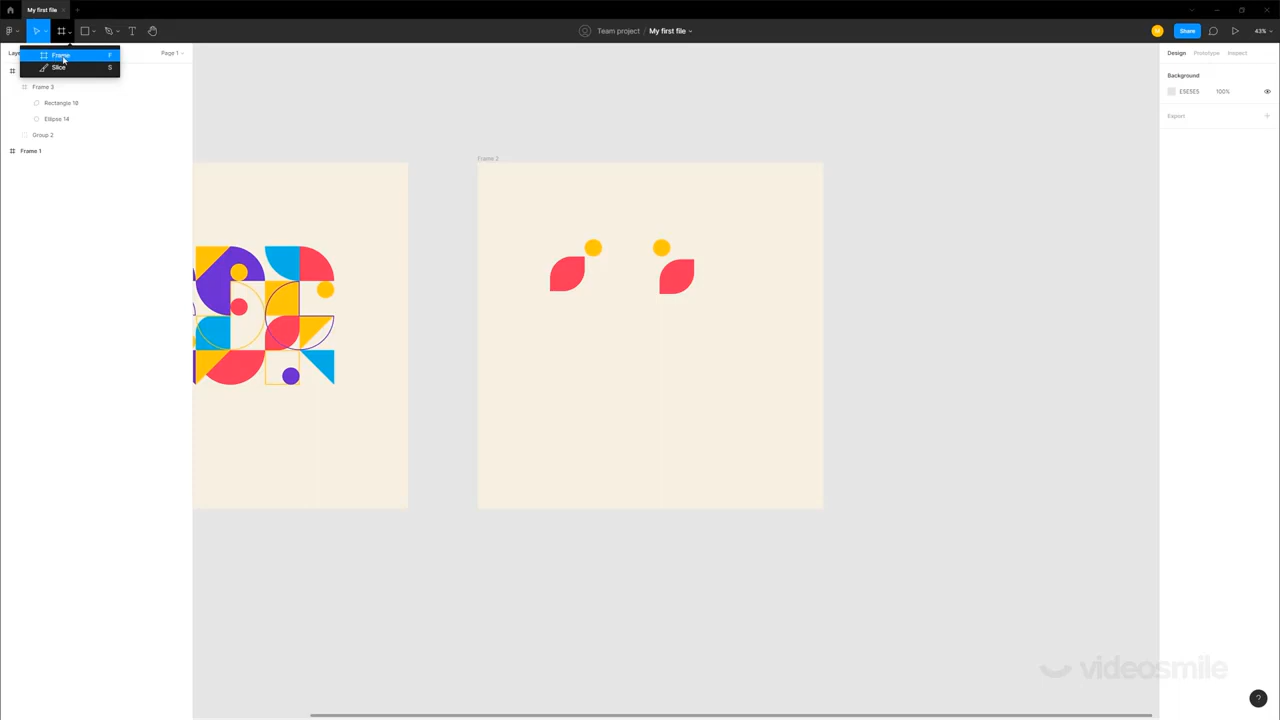 My first file
Team project / My first file
Share
43%
Frame F
Slice S
Page 1
Frame 3
Rectangle 10
Ellipse 14
Group 2
Frame 1
Frame 2
Design Prototype Inspect
Background
E5E5E5 100%
Export
videosmile
?